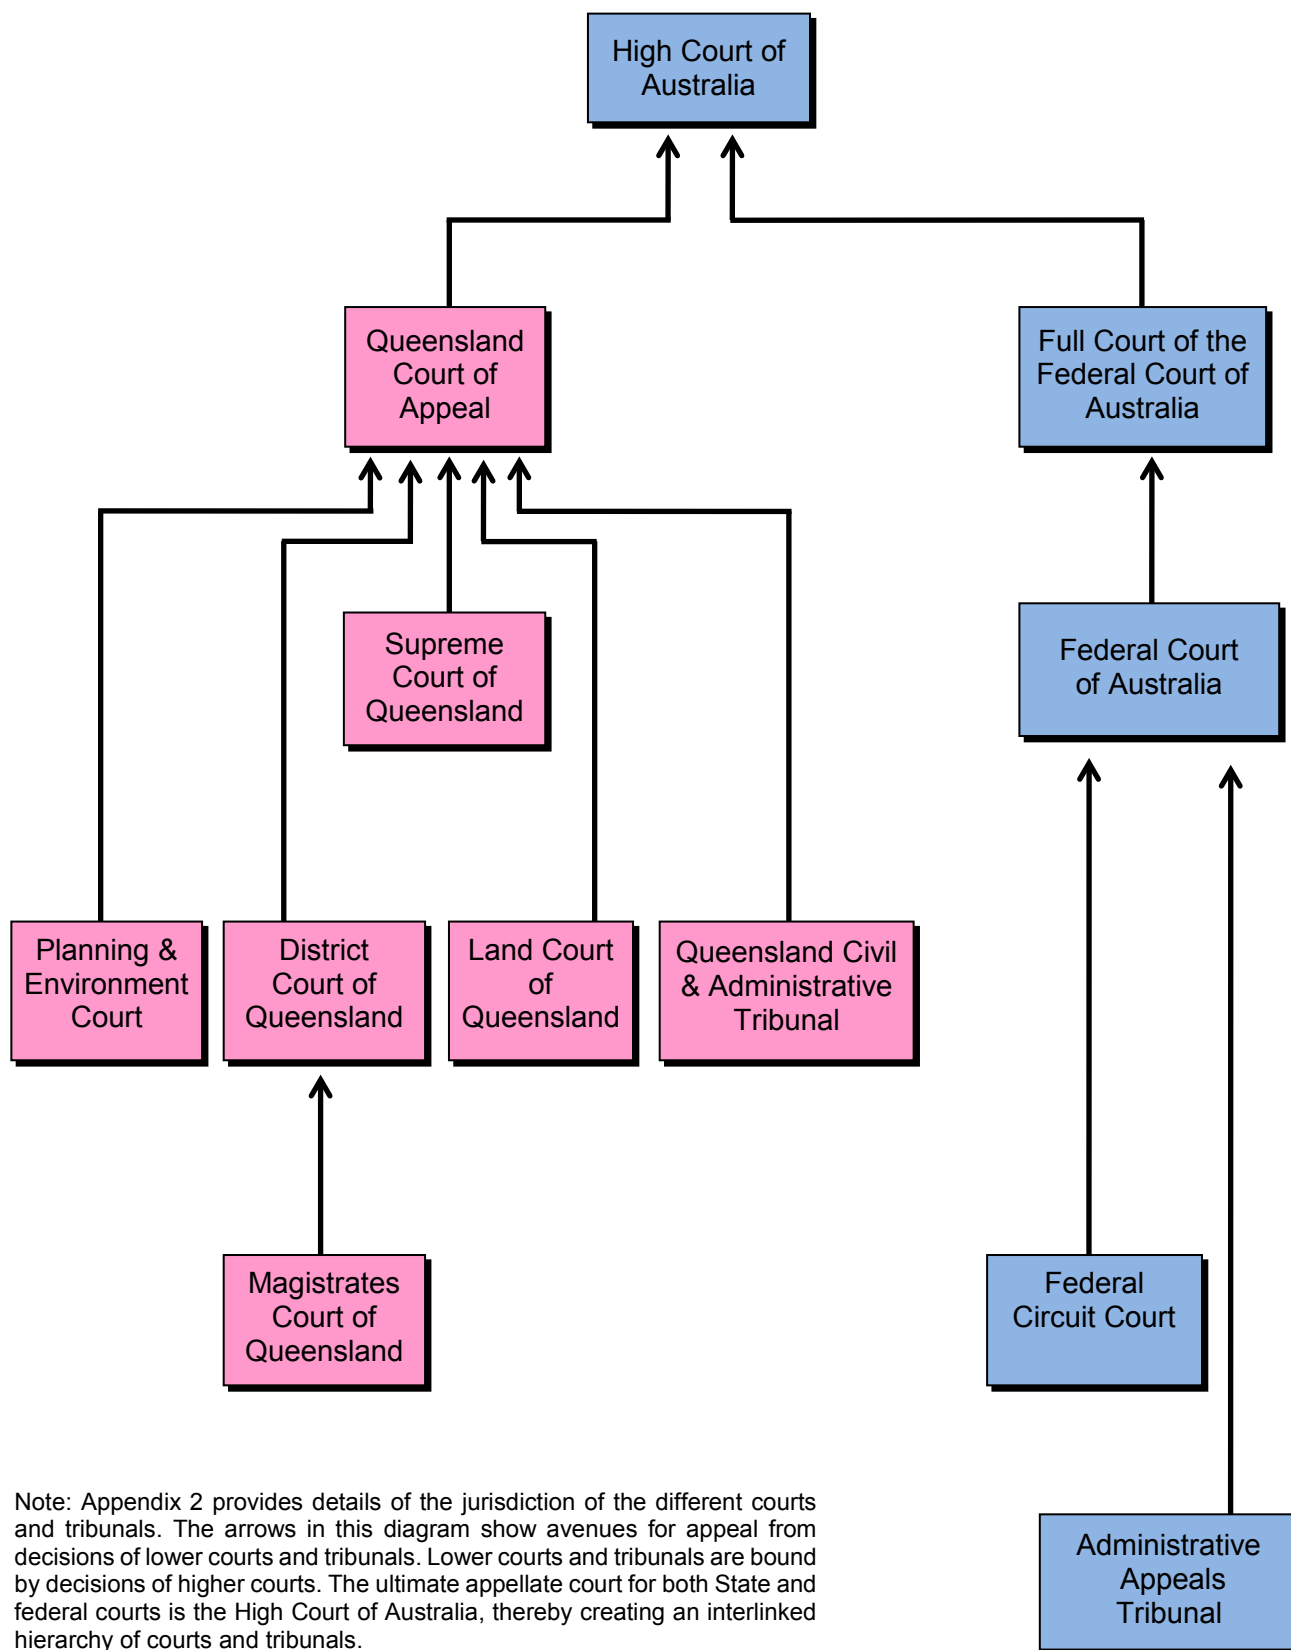 High Court of
Australia
Queensland
Court of
Appeal
Full Court of the
Federal Court of
Australia
Supreme
Court of
Queensland
Federal Court
of Australia
Planning &
Environment
Court
District
Court of
Queensland
Land Court
of
Queensland
Queensland Civil
& Administrative
Tribunal
Magistrates
Court of
Queensland
Federal
Circuit Court
Note: Appendix 2 provides details of the jurisdiction of the different courts
and tribunals. The arrows in this diagram show avenues for appeal from
decisions of lower courts and tribunals. Lower courts and tribunals are bound
by decisions of higher courts. The ultimate appellate court for both State and
federal courts is the High Court of Australia, thereby creating an interlinked
hierarchy of courts and tribunals.
Administrative
Appeals
Tribunal